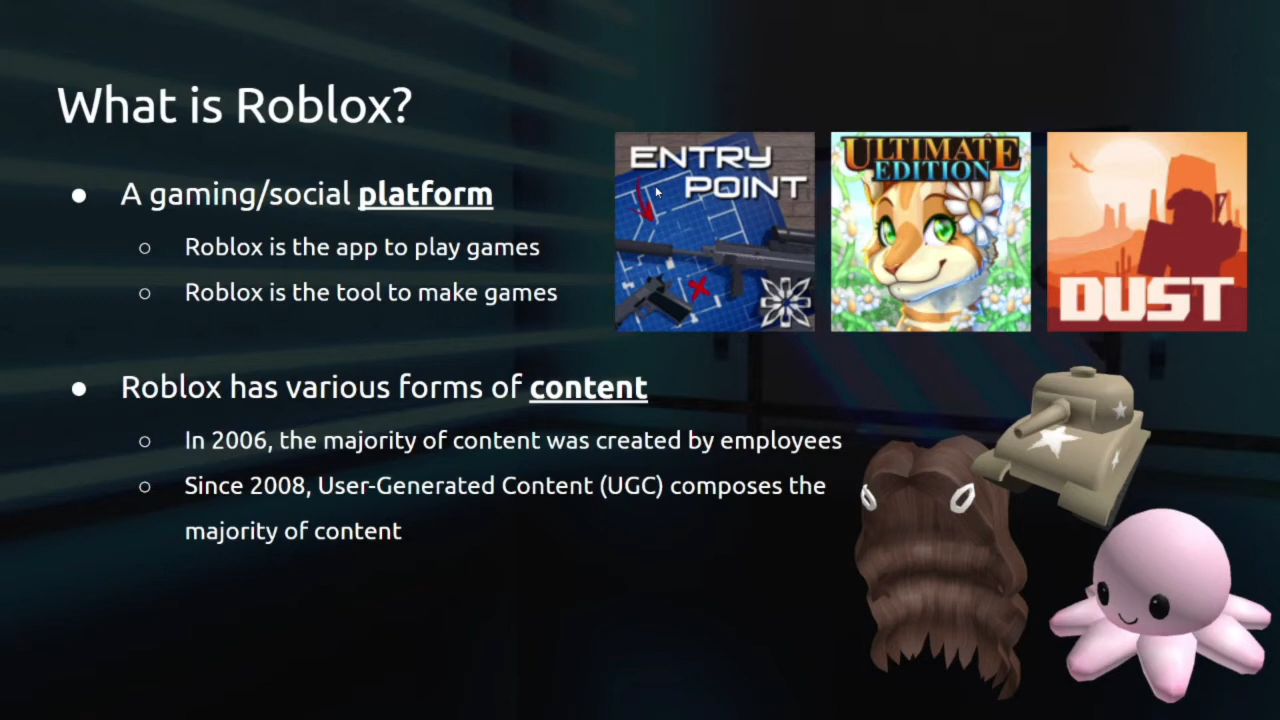 What is Roblox?
● A gaming/social platform
○ Roblox is the app to play games
○ Roblox is the tool to make games
● Roblox has various forms of content
○ In 2006, the majority of content was created by employees
○ Since 2008, User-Generated Content (UGC) composes the
majority of content
ENTRY
POINT
ULTIMATE
EDITION
DUST